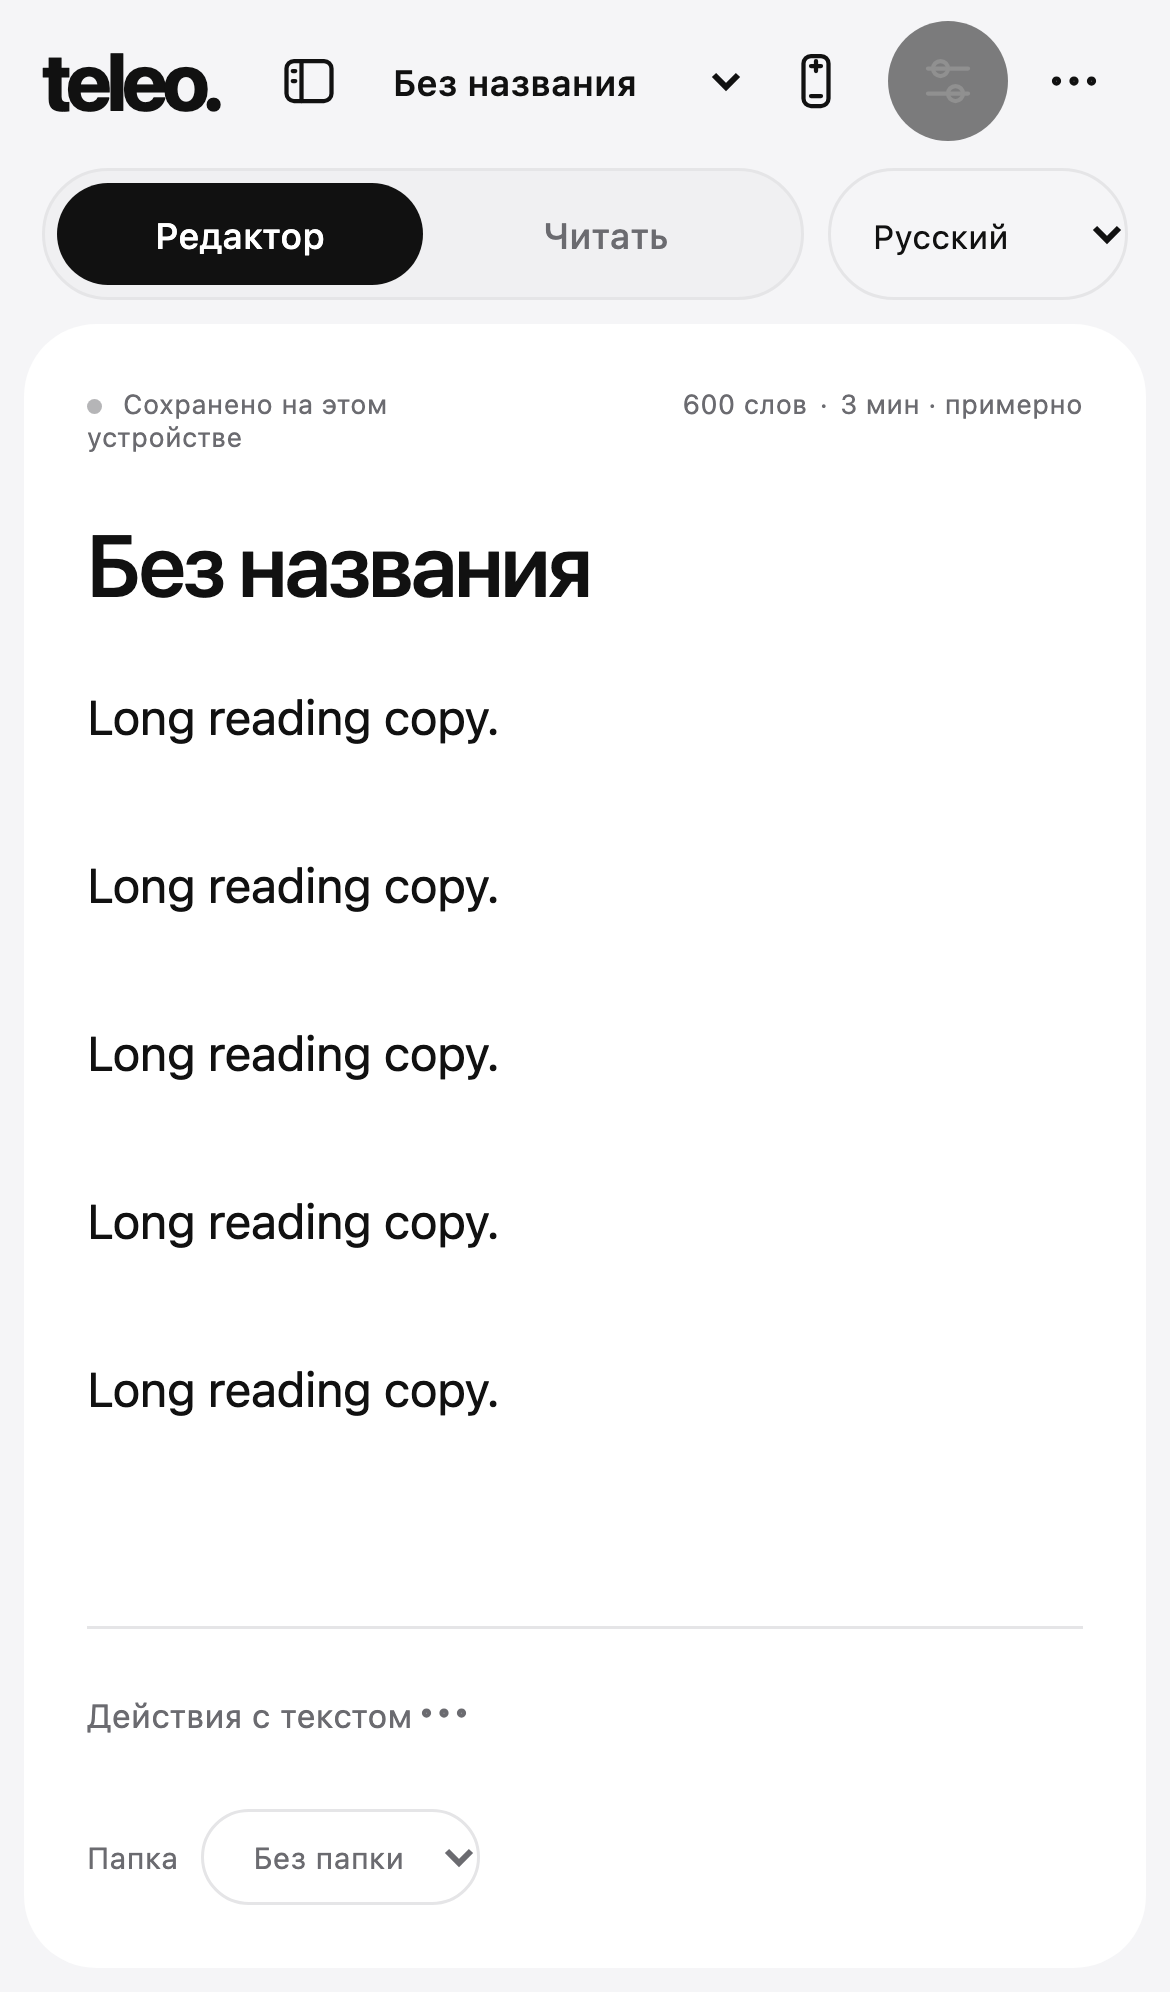 teleo.
Без названия
Редактор
Читать
Русский
Сохранено на этом
устройстве
600 слов · 3 мин · примерно
Без названия
Long reading copy.
Long reading copy.
Long reading copy.
Long reading copy.
Long reading copy.
Действия с текстом
Папка
Без папки